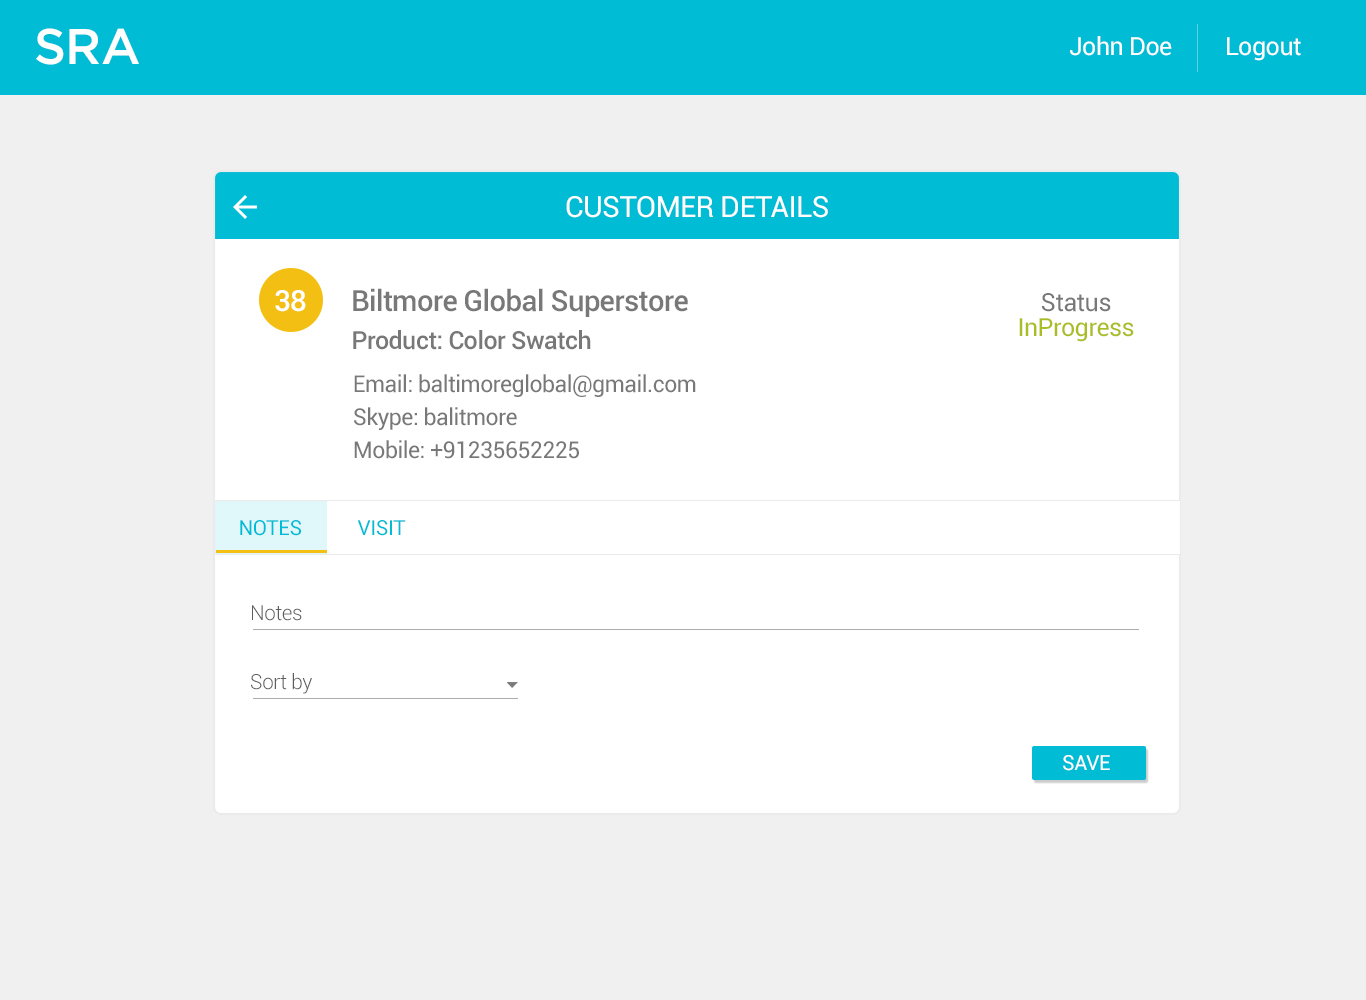 SRA
John Doe
Logout
CUSTOMER DETAILS
38
Biltmore Global Superstore
Product: Color Swatch
Status
InProgress
Email: baltimoreglobal@gmail.com
Skype: balitmore
Mobile: +91235652225
NOTES
VISIT
Notes
Sort by
SAVE